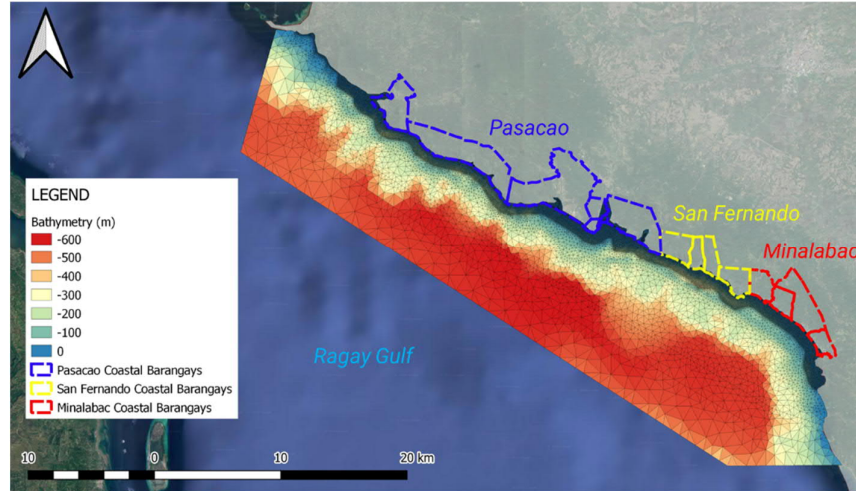 Pasacao
San Fernando
Minalabac
Ragay Gulf
LEGEND
Bathymetry (m)
-600
-500
-400
-300
-200
-100
0
Pasacao Coastal Barangays
San Fernando Coastal Barangays
Minalabac Coastal Barangays
10 0 10 20 km